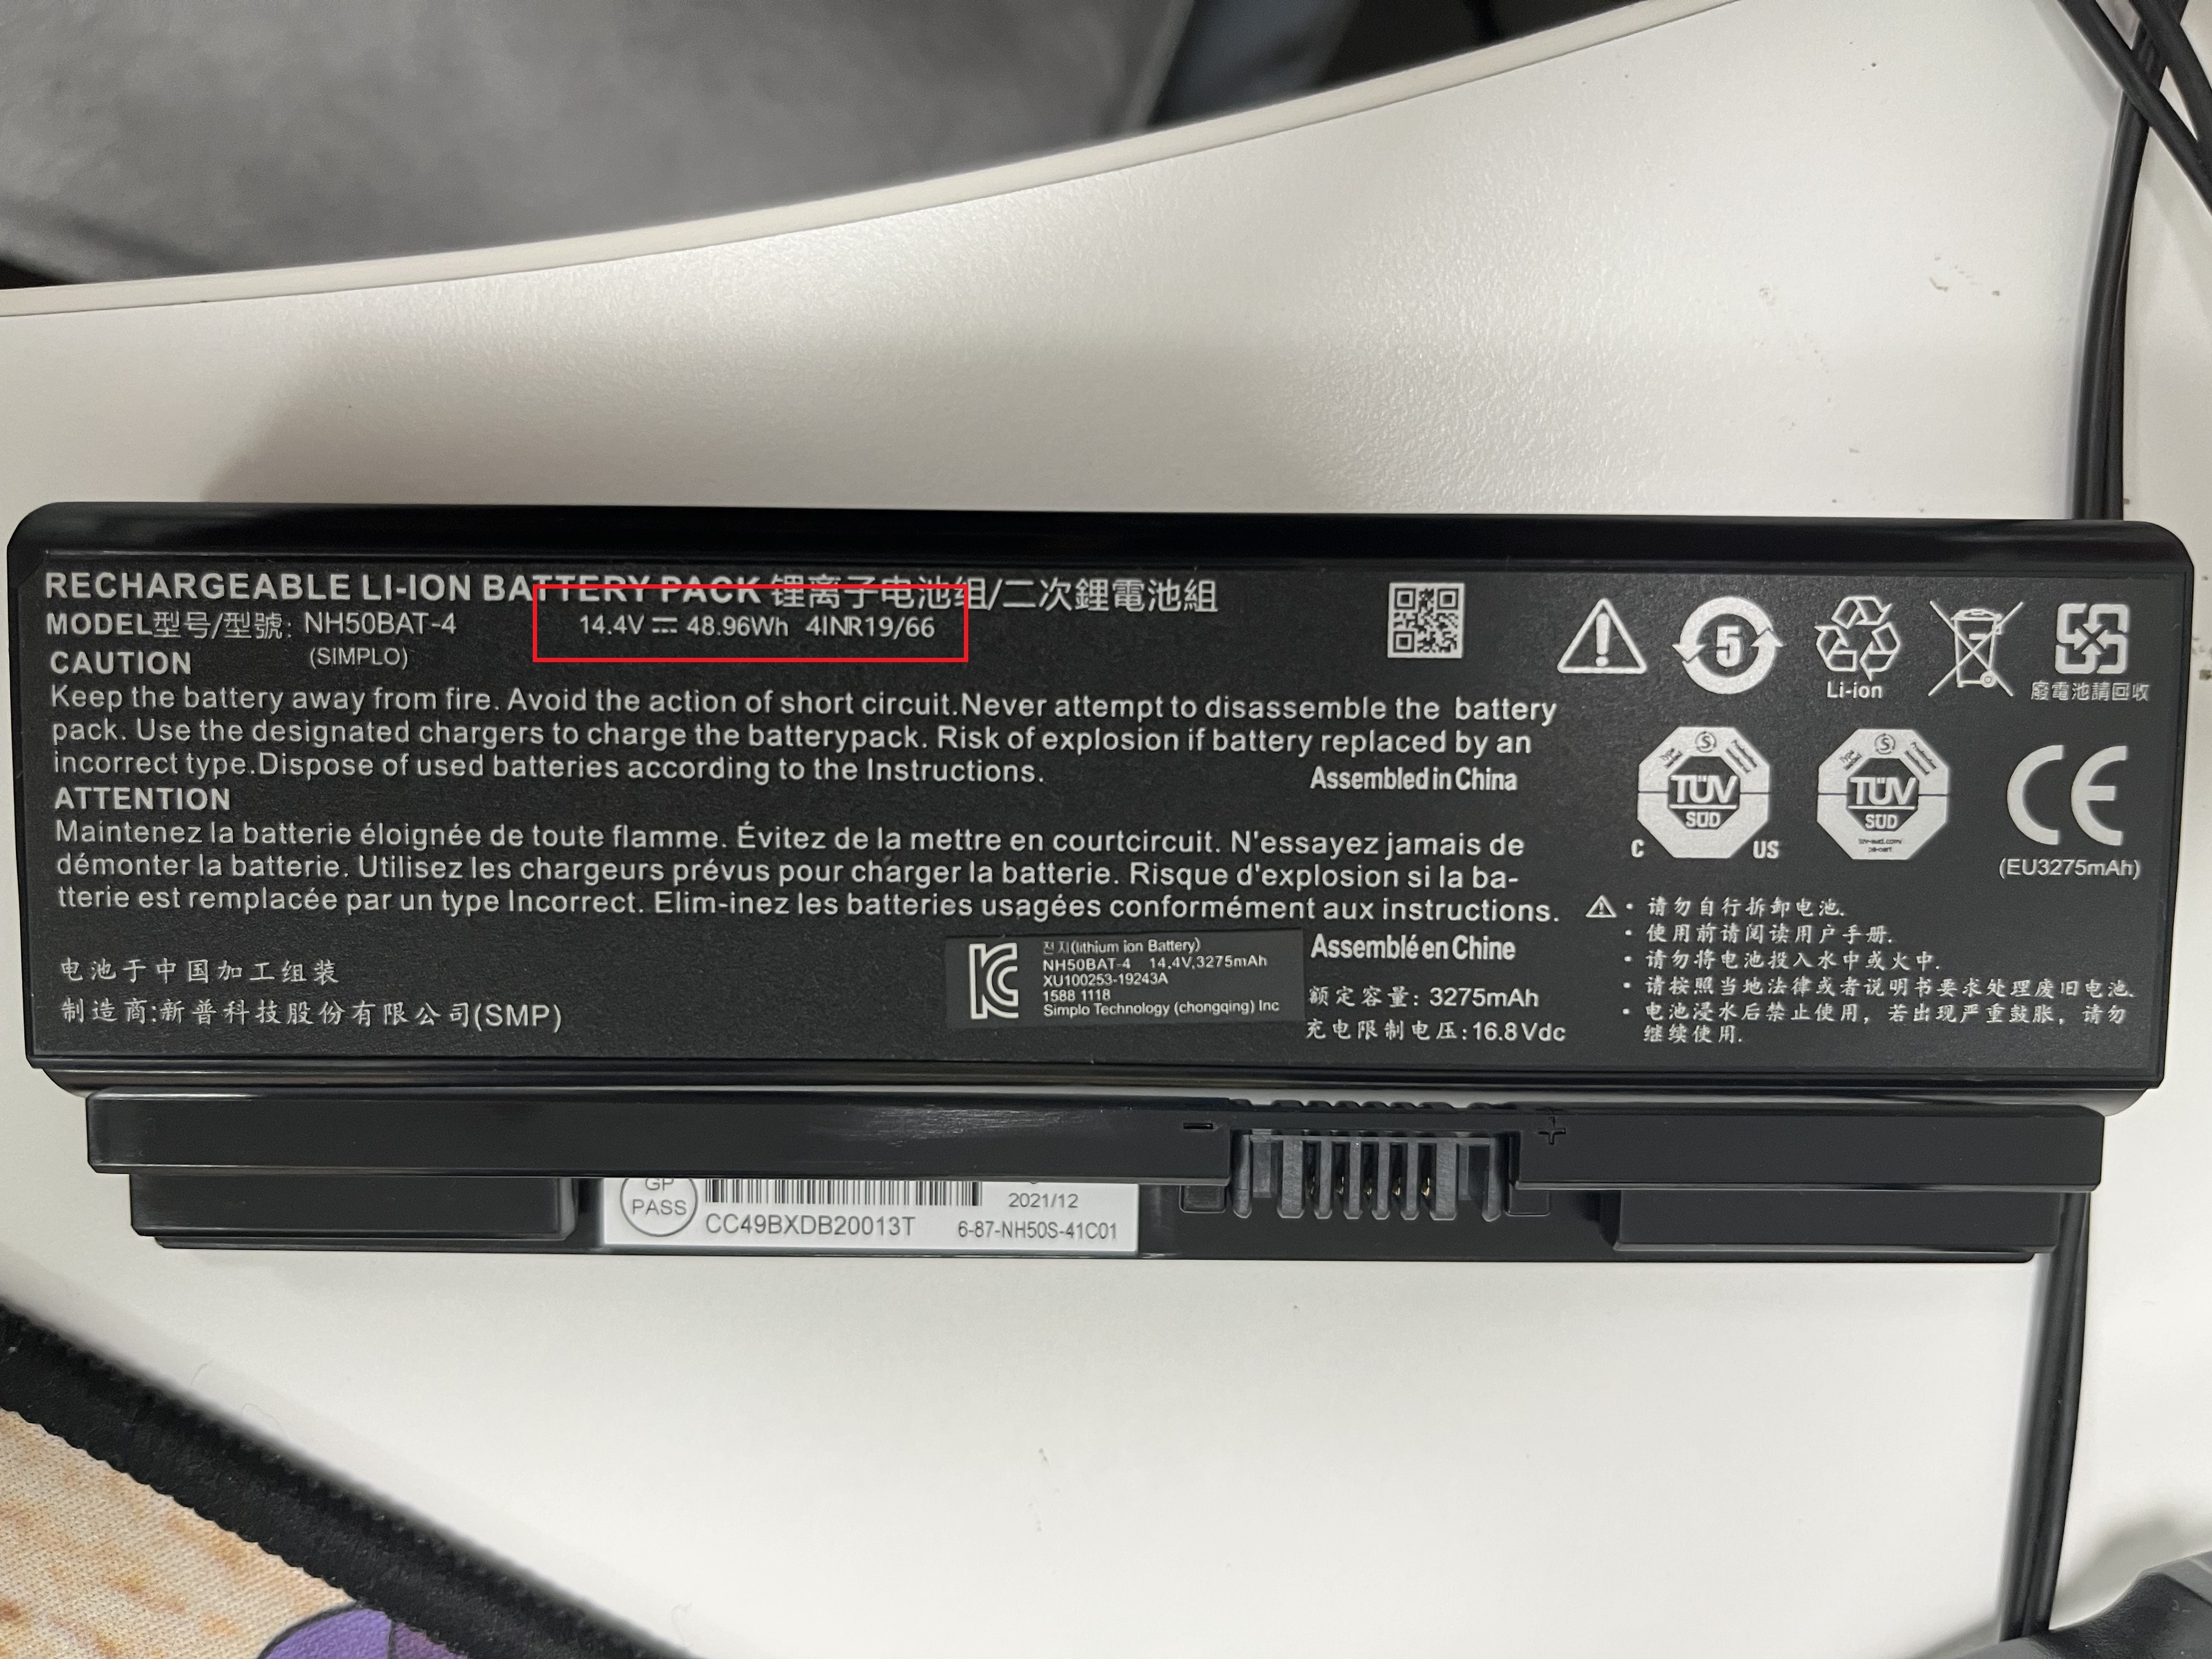 RECHARGEABLE LI-ION BATTERY PACK 锂离子电池组/二次鋰電池組
MODEL型号/型號: NH50BAT-4 14.4V ⎓ 48.96Wh 4INR19/66
(SIMPLO)
CAUTION
Keep the battery away from fire. Avoid the action of short circuit.Never attempt to disassemble the battery
pack. Use the designated chargers to charge the batterypack. Risk of explosion if battery replaced by an
incorrect type.Dispose of used batteries according to the Instructions.
Assembled in China
ATTENTION
Maintenez la batterie éloignée de toute flamme. Évitez de la mettre en courtcircuit. N'essayez jamais de
démonter la batterie. Utilisez les chargeurs prévus pour charger la batterie. Risque d'explosion si la ba-
tterie est remplacée par un type Incorrect. Elim-inez les batteries usagées conformément aux instructions.
Assemblé en Chine
电池于中国加工组装
制造商:新普科技股份有限公司(SMP)
전지(lithium ion Battery)
NH50BAT-4 14.4V,3275mAh
XU100253-19243A
1588 1118
Simplo Technology (chongqing) Inc
额定容量: 3275mAh
充电限制电压:16.8Vdc
5
Li-ion
廢電池請回收
TÜV
SÜD
C US
TÜV
SÜD
CE
(EU3275mAh)
• 请勿自行拆卸电池.
• 使用前请阅读用户手册.
• 请勿将电池投入水中或火中.
• 请按照当地法律或者说明书要求处理废旧电池.
• 电池浸水后禁止使用，若出现严重鼓胀，请勿
继续使用.
− +
GP
PASS
2021/12
CC49BXDB20013T 6-87-NH50S-41C01